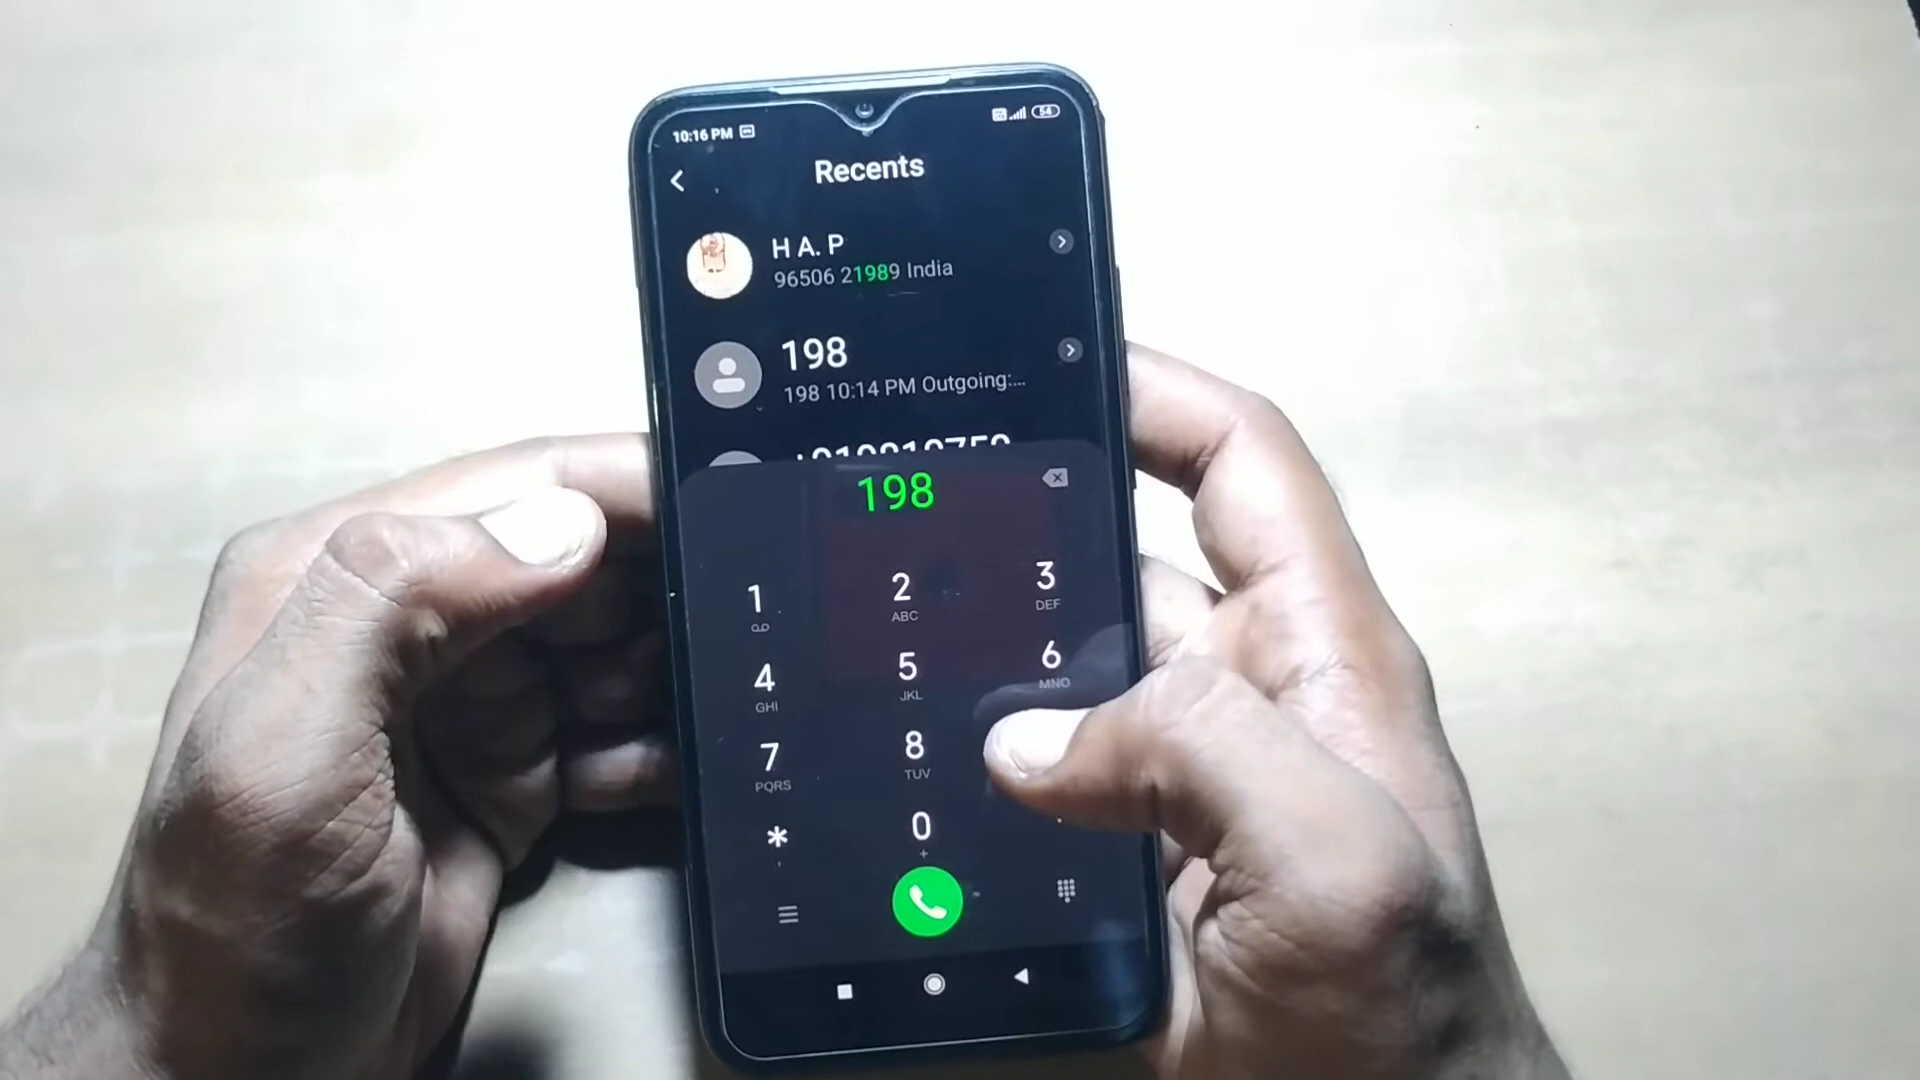 10:16 PM
54
Recents
H A. P
96506 21989 India
198
198 10:14 PM Outgoing:...
198
1
2
ABC
3
DEF
4
GHI
5
JKL
6
MNO
7
PQRS
8
TUV
*
,
0
+